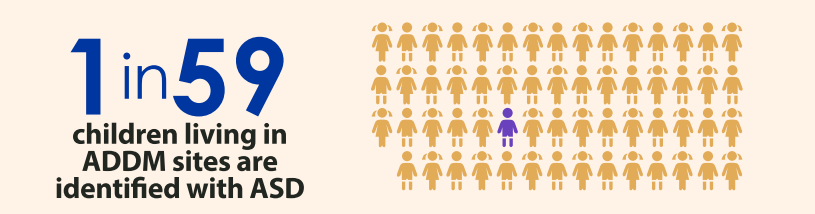 1 in 59
children living in
ADDM sites are
identified with ASD